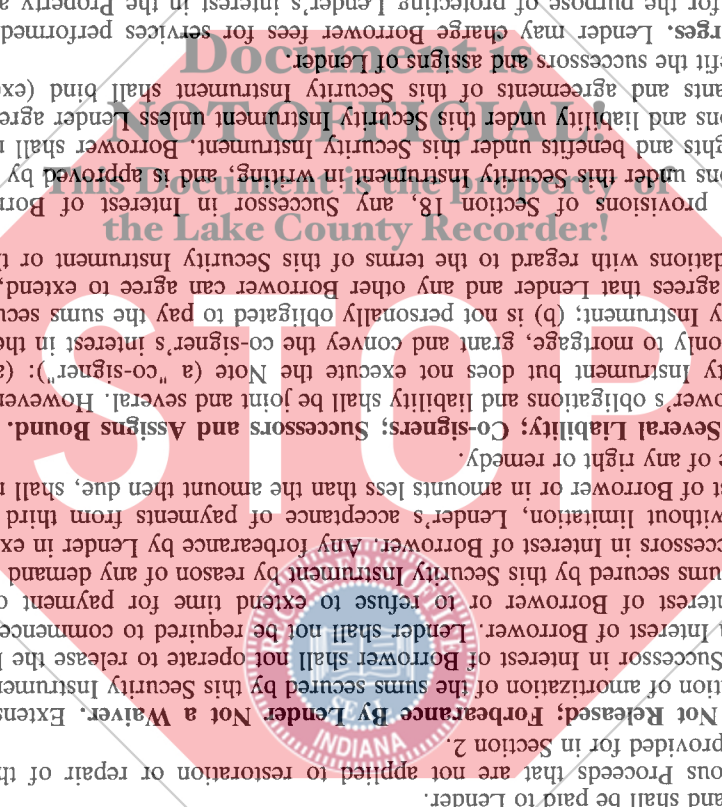 and shall be paid to Lender.
ous Proceeds that are not applied to restoration or repair of th
provided for in Section 2.
Not Released; Forbearance By Lender Not a Waiver. Extens
tion of amortization of the sums secured by this Security Instrumen
Successor in Interest of Borrower shall not operate to release the
Interest of Borrower. Lender shall not be required to commence
terest of Borrower or to refuse to extend time for payment o
ums secured by this Security Instrument by reason of any demand
ccessors in Interest of Borrower. Any forbearance by Lender in ex
without limitation, Lender's acceptance of payments from third
st of Borrower or in amounts less than the amount then due, shall n
e of any right or remedy.
Several Liability; Co-signers; Successors and Assigns Bound.
ower's obligations and liability shall be joint and several. However
ty Instrument but does not execute the Note (a "co-signer"): (a
only to mortgage, grant and convey the co-signer's interest in the
y Instrument; (b) is not personally obligated to pay the sums secu
agrees that Lender and any other Borrower can agree to extend,
dations with regard to the terms of this Security Instrument or th
provisions of Section 18, any Successor in Interest of Borr
ons under this Security Instrument in writing, and is approved by
ghts and benefits under this Security Instrument. Borrower shall n
ons and liability under this Security Instrument unless Lender agre
ants and agreements of this Security Instrument shall bind (exc
efit the successors and assigns of Lender.
rges. Lender may charge Borrower fees for services performed
for the purpose of protecting Lender's interest in the Property a
Document is
NOT OFFICIAL!
This Document is the property of
the Lake County Recorder!
STOP
RECORDER'S OFFICE
SEAL
INDIANA